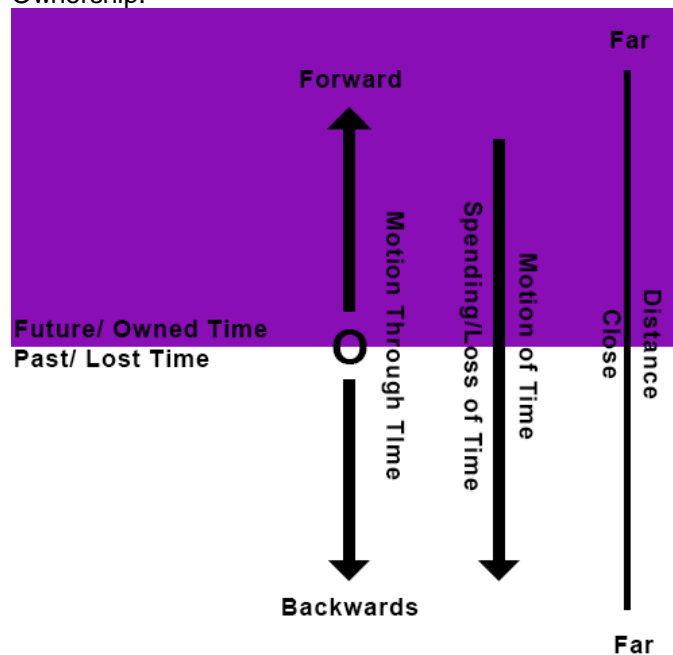 Ownership.
Far
Forward
Motion Through TIme
Spending/Loss of Time
Motion of Time
Close
Distance
Future/ Owned Time
O
Past/ Lost Time
Backwards
Far